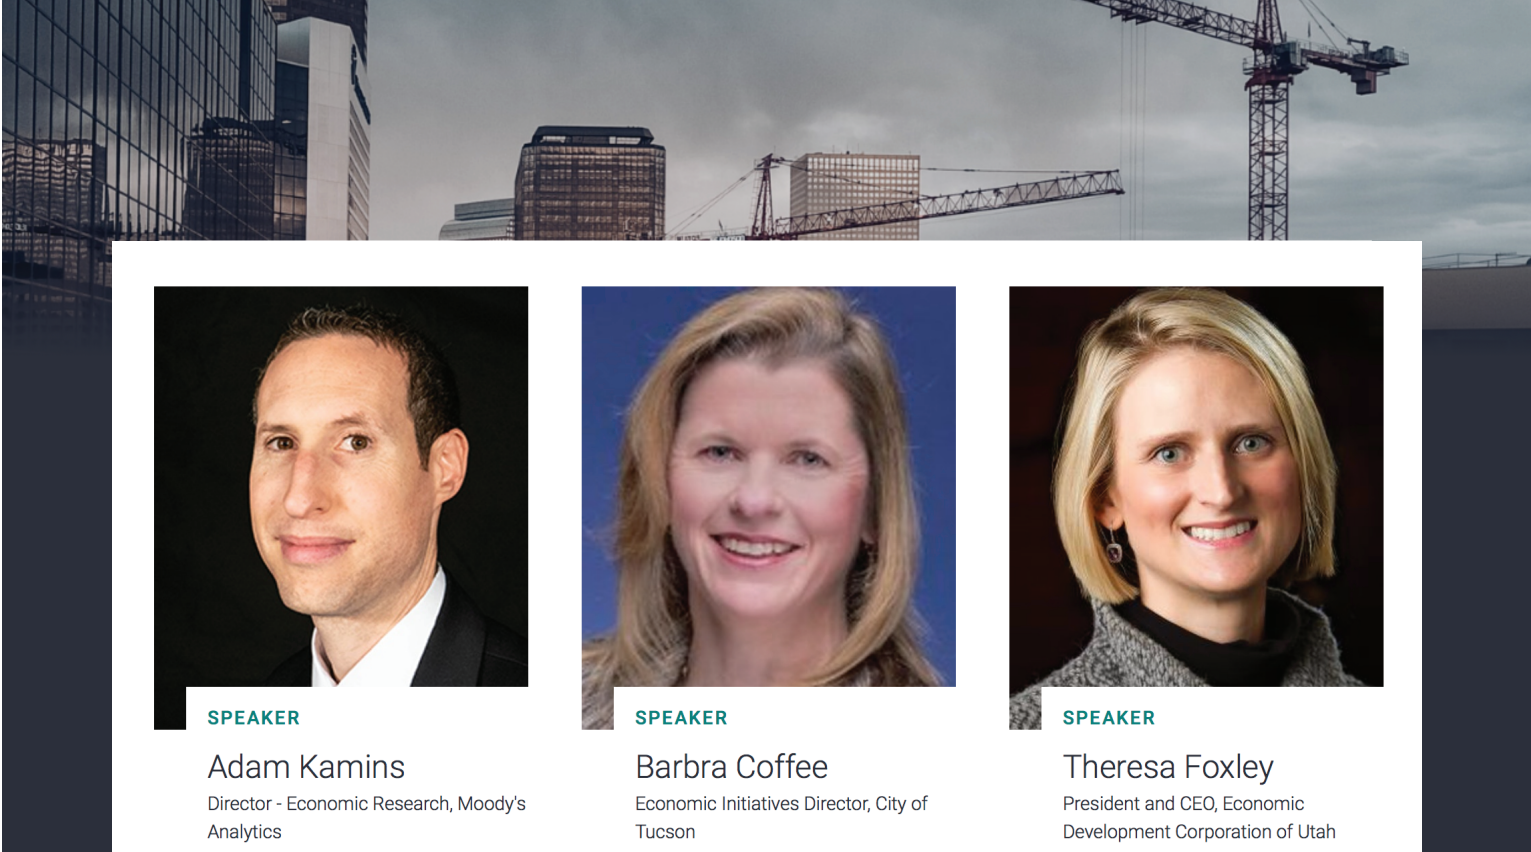 SPEAKER
Adam Kamins
Director - Economic Research, Moody's
Analytics
SPEAKER
Barbra Coffee
Economic Initiatives Director, City of
Tucson
SPEAKER
Theresa Foxley
President and CEO, Economic
Development Corporation of Utah